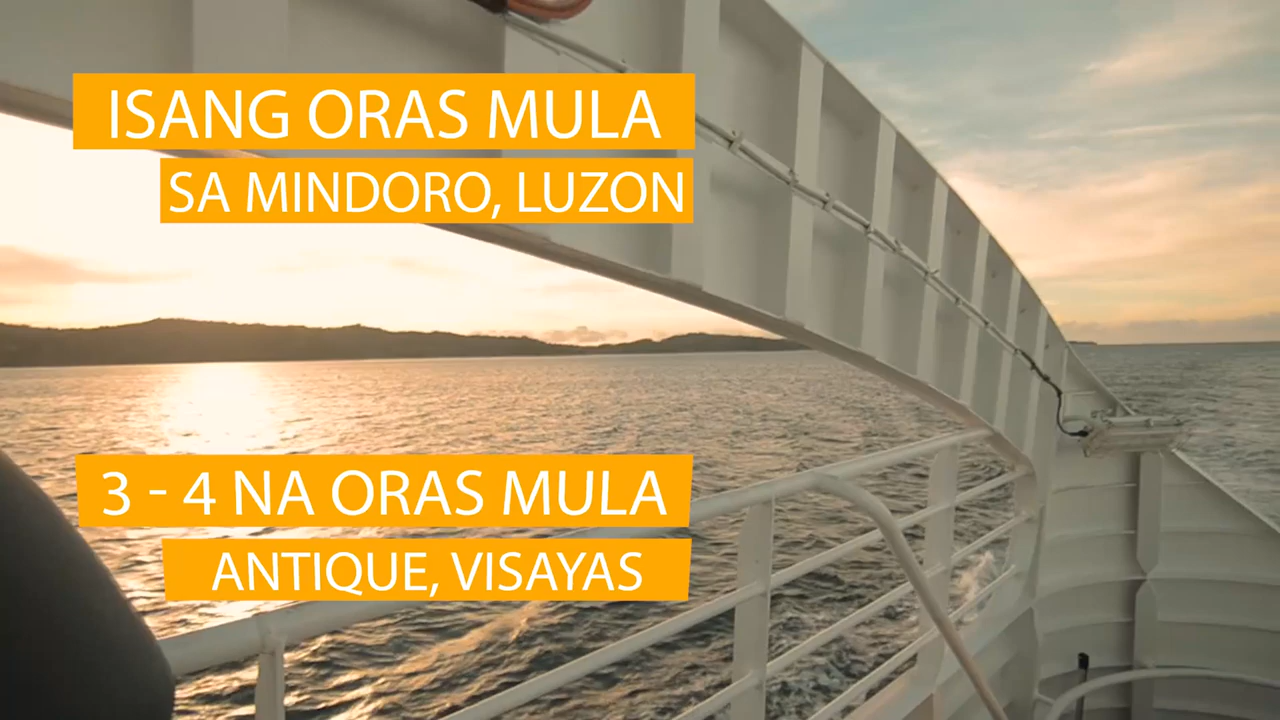 ISANG ORAS MULA
SA MINDORO, LUZON
3 - 4 NA ORAS MULA
ANTIQUE, VISAYAS